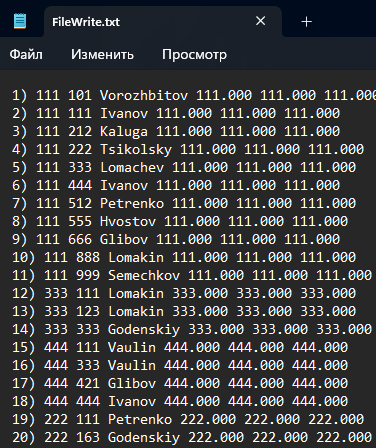 FileWrite.txt
Файл Изменить Просмотр
1) 111 101 Vorozhbitov 111.000 111.000 111.000
2) 111 111 Ivanov 111.000 111.000 111.000
3) 111 212 Kaluga 111.000 111.000 111.000
4) 111 222 Tsikolsky 111.000 111.000 111.000
5) 111 333 Lomachev 111.000 111.000 111.000
6) 111 444 Ivanov 111.000 111.000 111.000
7) 111 512 Petrenko 111.000 111.000 111.000
8) 111 555 Hvostov 111.000 111.000 111.000
9) 111 666 Glibov 111.000 111.000 111.000
10) 111 888 Lomakin 111.000 111.000 111.000
11) 111 999 Semechkov 111.000 111.000 111.000
12) 333 111 Lomakin 333.000 333.000 333.000
13) 333 123 Lomakin 333.000 333.000 333.000
14) 333 333 Godenskiy 333.000 333.000 333.000
15) 444 111 Vaulin 444.000 444.000 444.000
16) 444 333 Vaulin 444.000 444.000 444.000
17) 444 421 Glibov 444.000 444.000 444.000
18) 444 444 Ivanov 444.000 444.000 444.000
19) 222 111 Petrenko 222.000 222.000 222.000
20) 222 163 Godenskiy 222.000 222.000 222.000